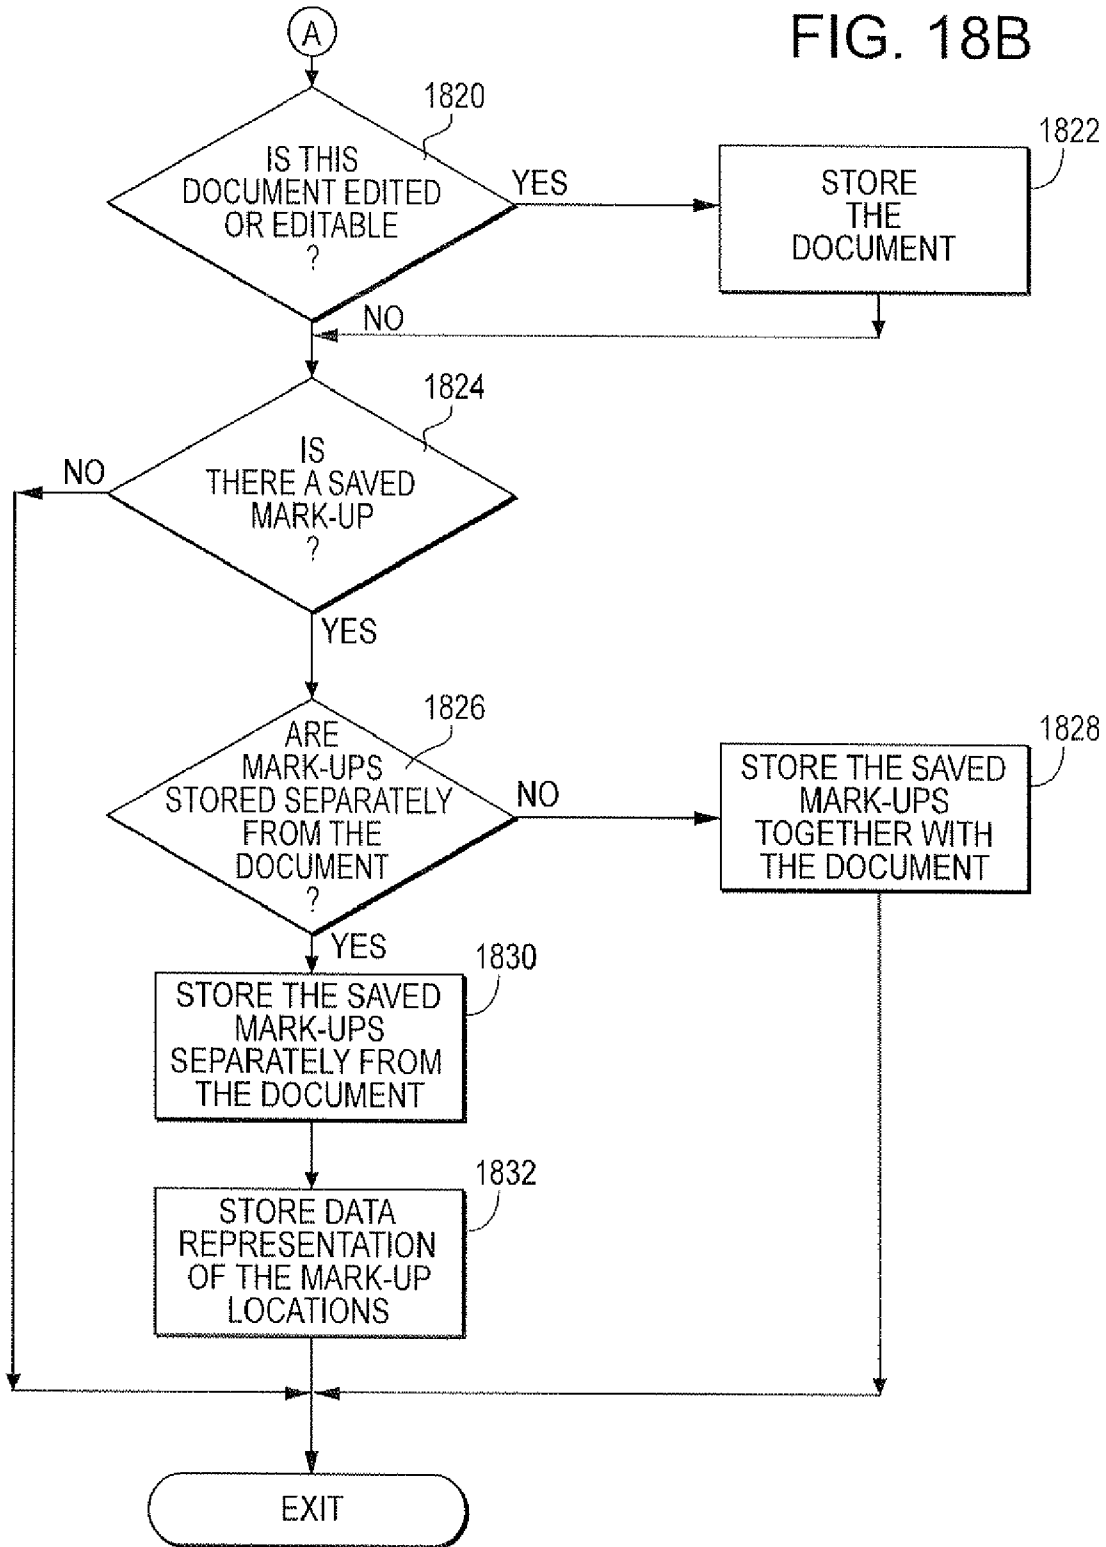 FIG. 18B
A
1820
IS THIS
DOCUMENT EDITED
OR EDITABLE
?
YES
1822
STORE
THE
DOCUMENT
NO
1824
IS
THERE A SAVED
MARK-UP
?
NO
YES
1826
ARE
MARK-UPS
STORED SEPARATELY
FROM THE
DOCUMENT
?
NO
1828
STORE THE SAVED
MARK-UPS
TOGETHER WITH
THE DOCUMENT
YES
1830
STORE THE SAVED
MARK-UPS
SEPARATELY FROM
THE DOCUMENT
1832
STORE DATA
REPRESENTATION
OF THE MARK-UP
LOCATIONS
EXIT